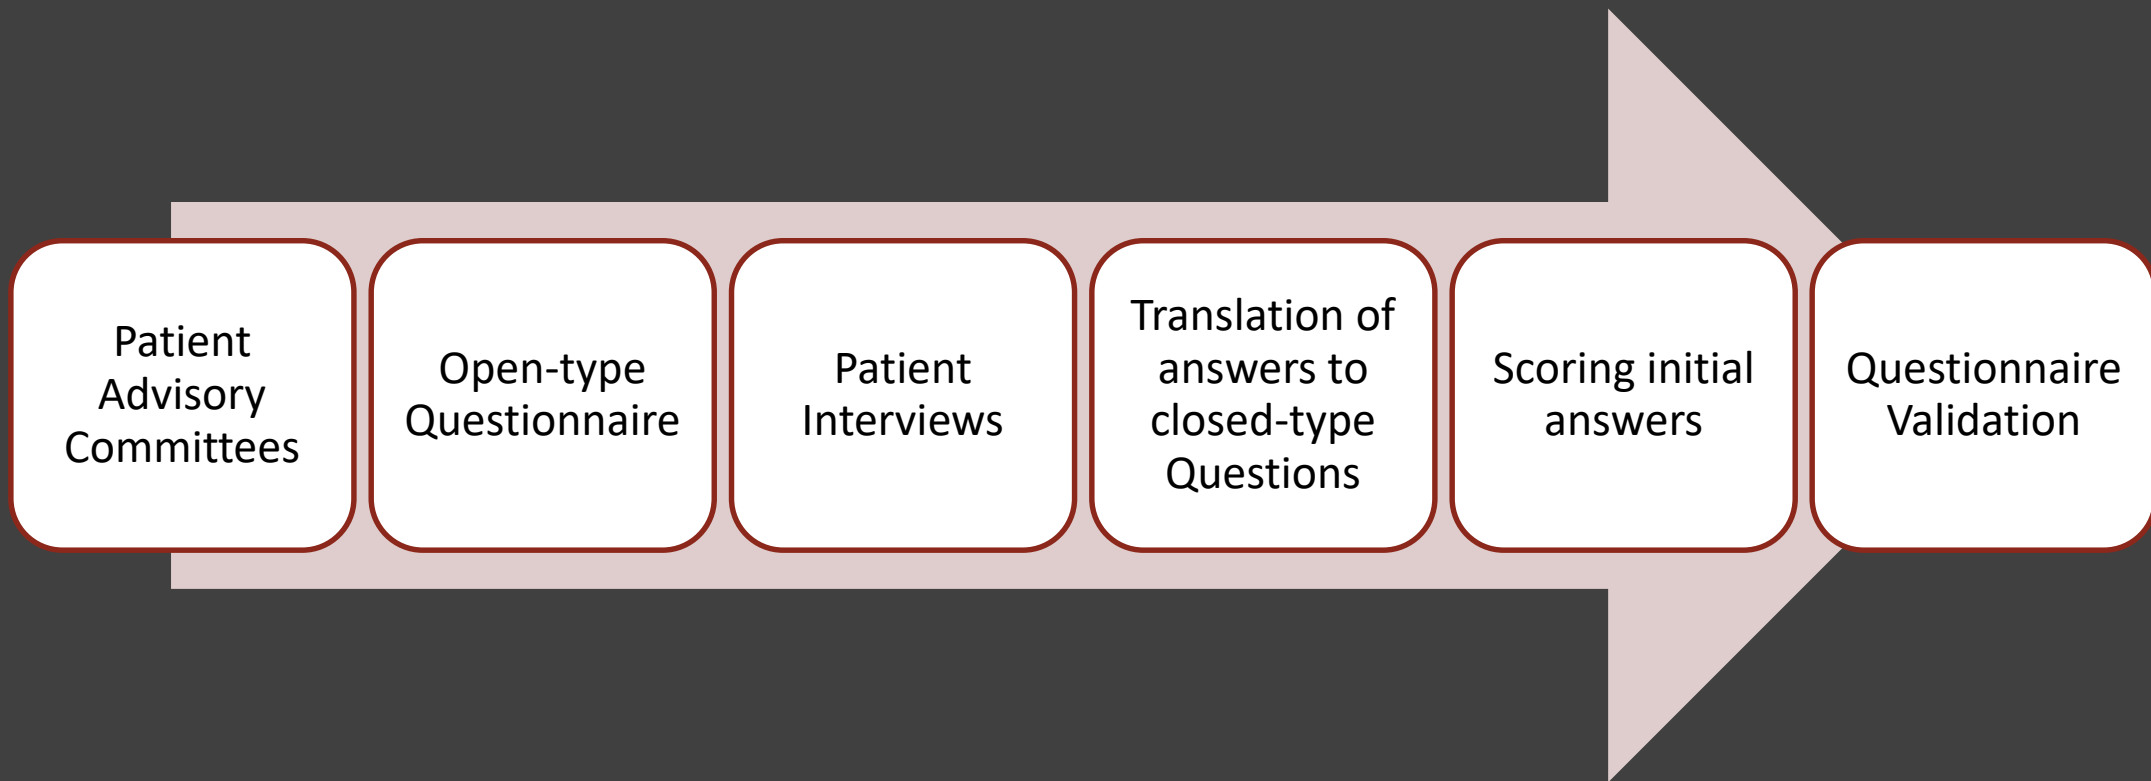 Patient
Advisory
Committees
Open-type
Questionnaire
Patient
Interviews
Translation of
answers to
closed-type
Questions
Scoring initial
answers
Questionnaire
Validation